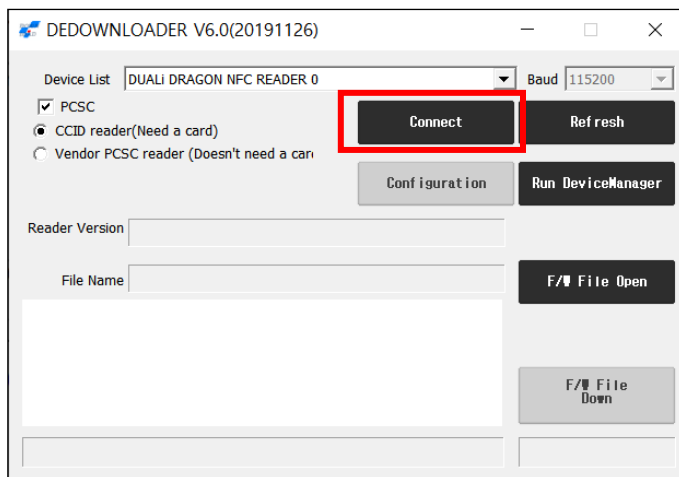 DEDOWNLOADER V6.0(20191126)
Device List DUALi DRAGON NFC READER 0 Baud 115200
PCSC
CCID reader(Need a card)
Connect Refresh
Vendor PCSC reader (Doesn't need a car
Configuration Run DeviceManager
Reader Version
File Name F/W File Open
F/W File
Down